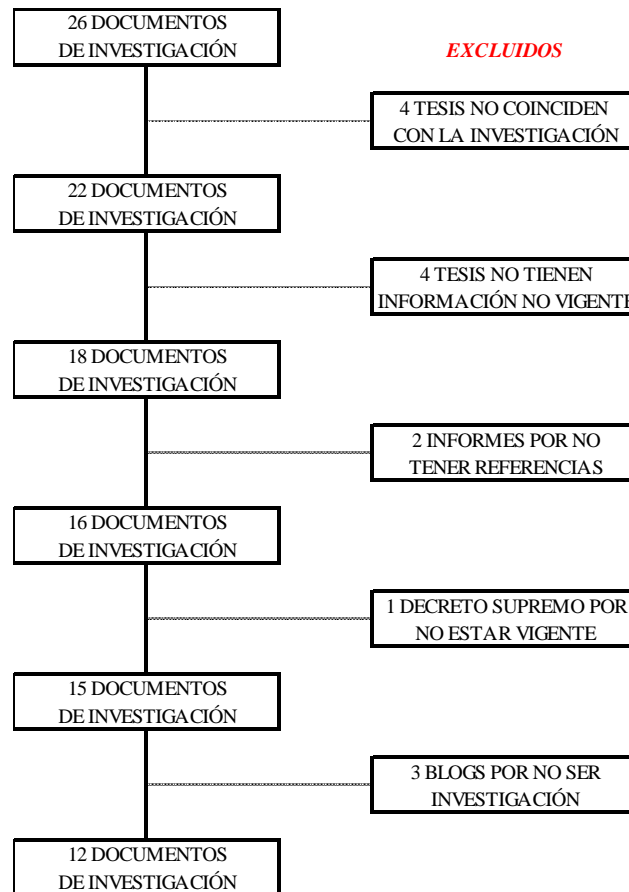 26 DOCUMENTOS
DE INVESTIGACIÓN
EXCLUIDOS
4 TESIS NO COINCIDEN
CON LA INVESTIGACIÓN
22 DOCUMENTOS
DE INVESTIGACIÓN
4 TESIS NO TIENEN
INFORMACIÓN NO VIGENTE
18 DOCUMENTOS
DE INVESTIGACIÓN
2 INFORMES POR NO
TENER REFERENCIAS
16 DOCUMENTOS
DE INVESTIGACIÓN
1 DECRETO SUPREMO POR
NO ESTAR VIGENTE
15 DOCUMENTOS
DE INVESTIGACIÓN
3 BLOGS POR NO SER
INVESTIGACIÓN
12 DOCUMENTOS
DE INVESTIGACIÓN